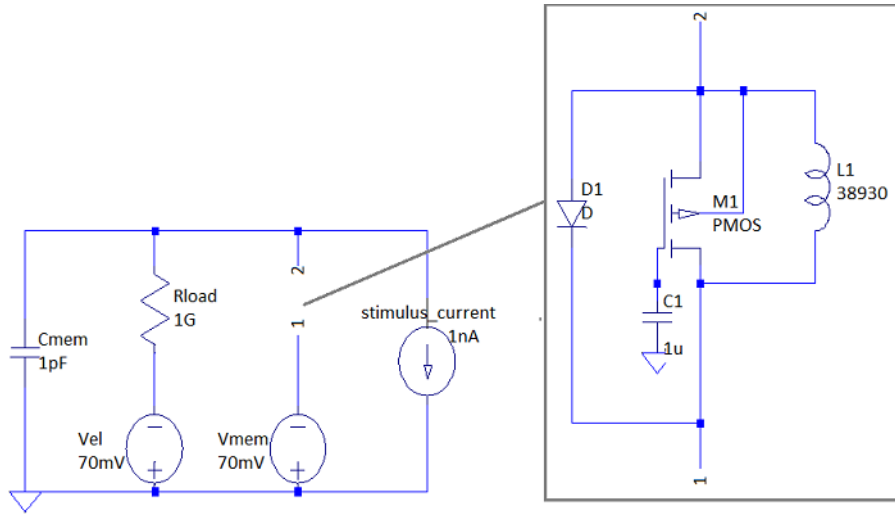 2
D1
D
M1
PMOS
L1
38930
C1
1u
1
Cmem
1pF
Rload
1G
2
1
stimulus_current
1nA
Vel
70mV
Vmem
70mV